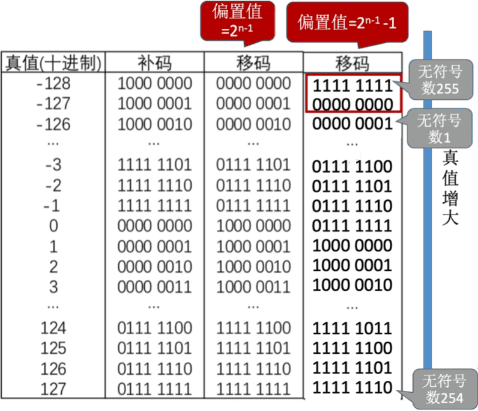 偏置值
=2ⁿ⁻¹
偏置值=2ⁿ⁻¹ -1
真值(十进制) 补码 移码 移码
-128 1000 0000 0000 0000 1111 1111
-127 1000 0001 0000 0001 0000 0000
-126 1000 0010 0000 0010 0000 0001
... ... ... ...
-3 1111 1101 0111 1101 0111 1100
-2 1111 1110 0111 1110 0111 1101
-1 1111 1111 0111 1111 0111 1110
0 0000 0000 1000 0000 0111 1111
1 0000 0001 1000 0001 1000 0000
2 0000 0010 1000 0010 1000 0001
3 0000 0011 1000 0011 1000 0010
... ... ... ...
124 0111 1100 1111 1100 1111 1011
125 0111 1101 1111 1101 1111 1100
126 0111 1110 1111 1110 1111 1101
127 0111 1111 1111 1111 1111 1110
无符号
数255
无符号
数1
真值增大
无符号
数254